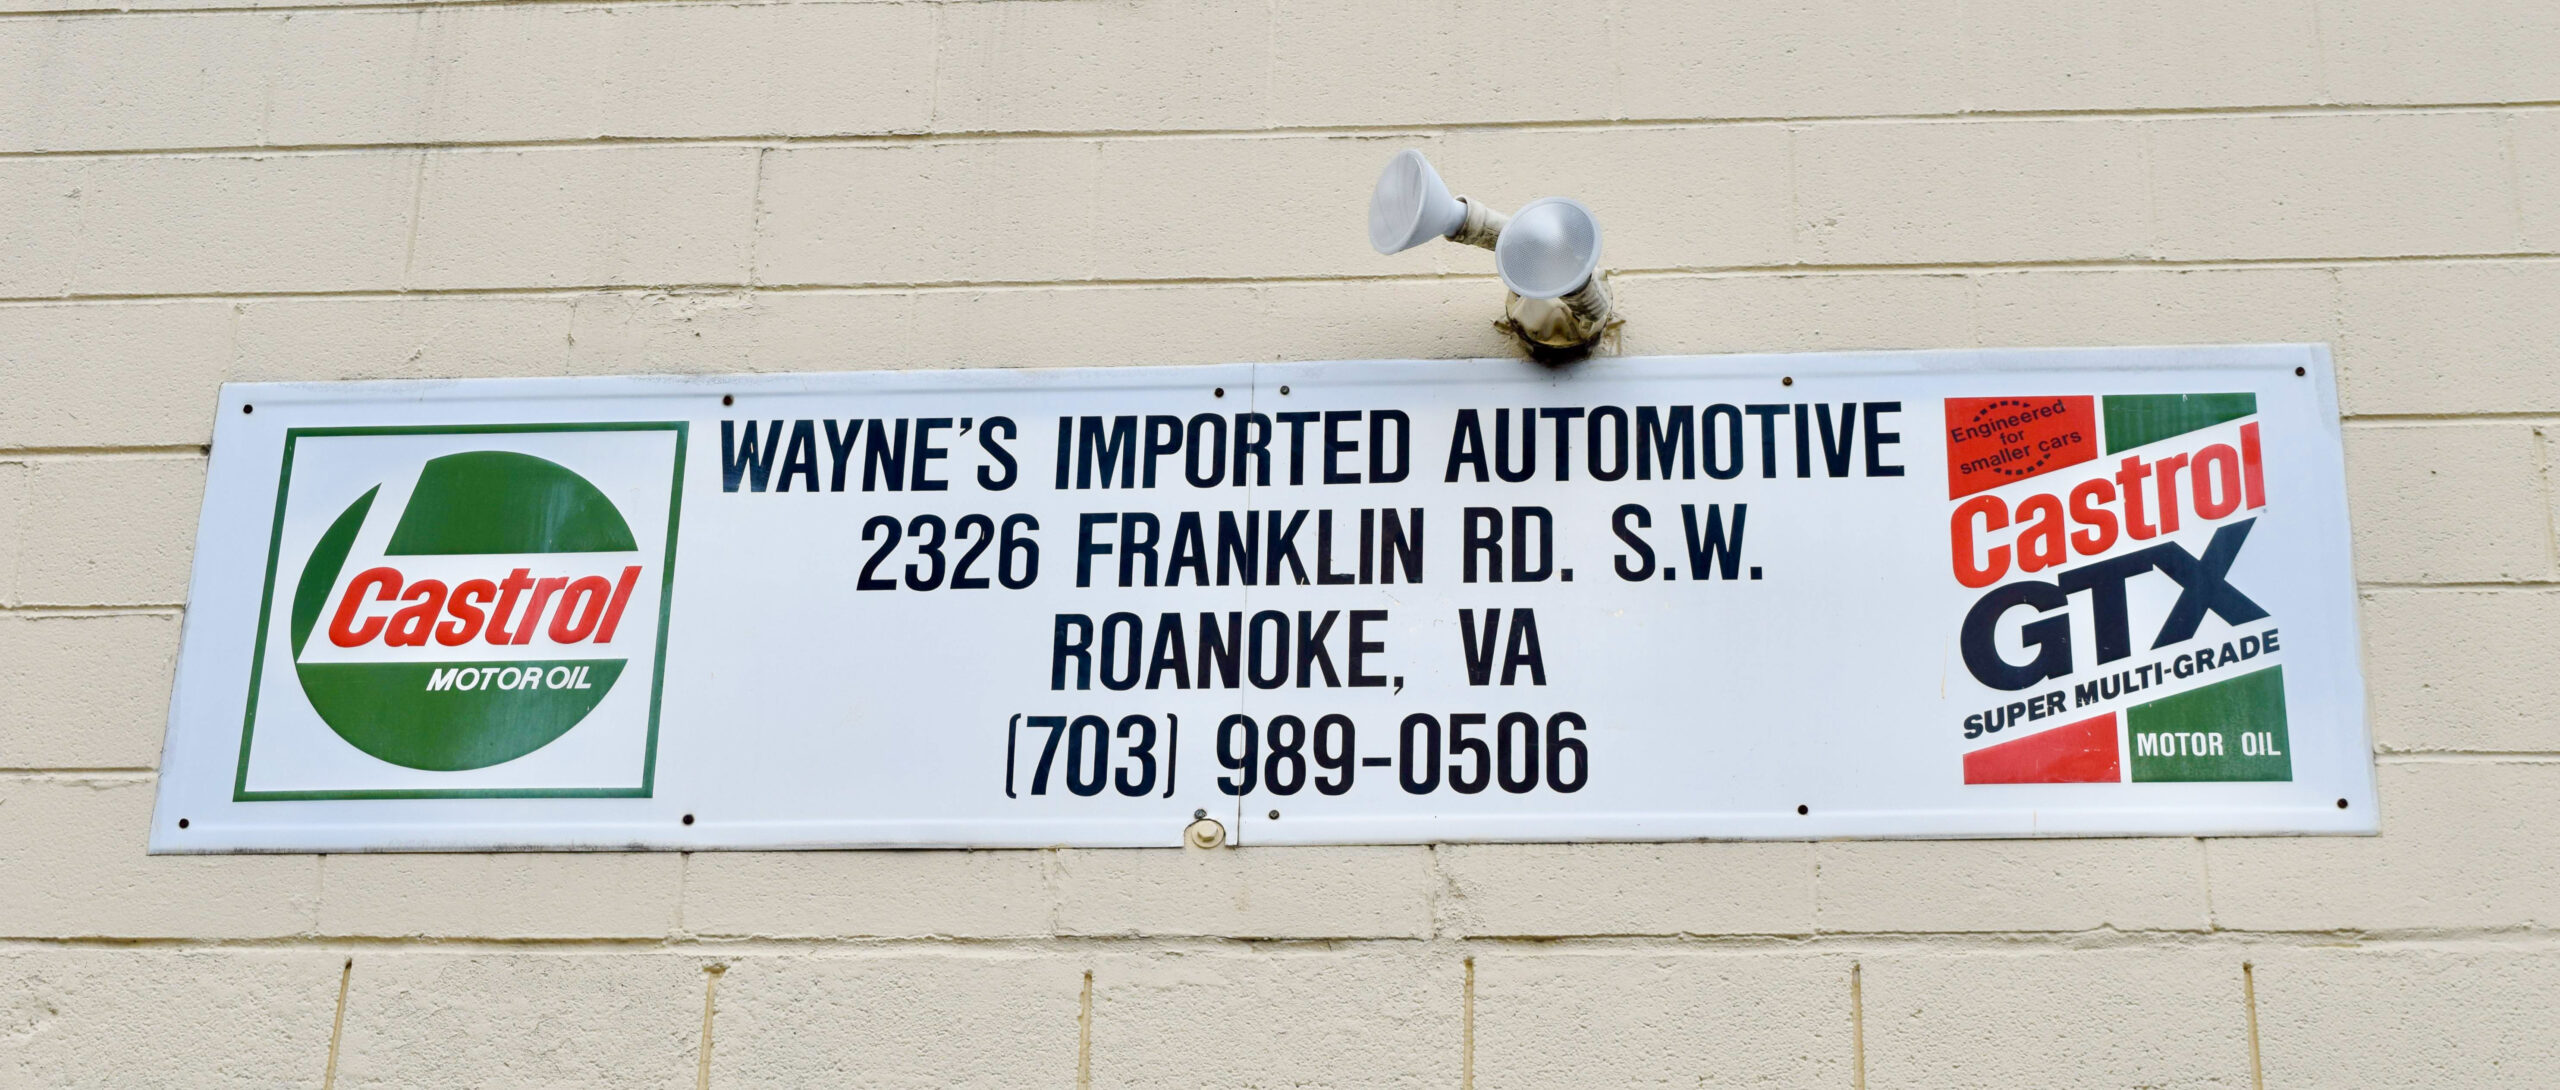 Castrol
MOTOR OIL
WAYNE'S IMPORTED AUTOMOTIVE
2326 FRANKLIN RD. S.W.
ROANOKE, VA
(703) 989-0506
Engineered
for
smaller cars
Castrol
GTX
SUPER MULTI-GRADE
MOTOR OIL